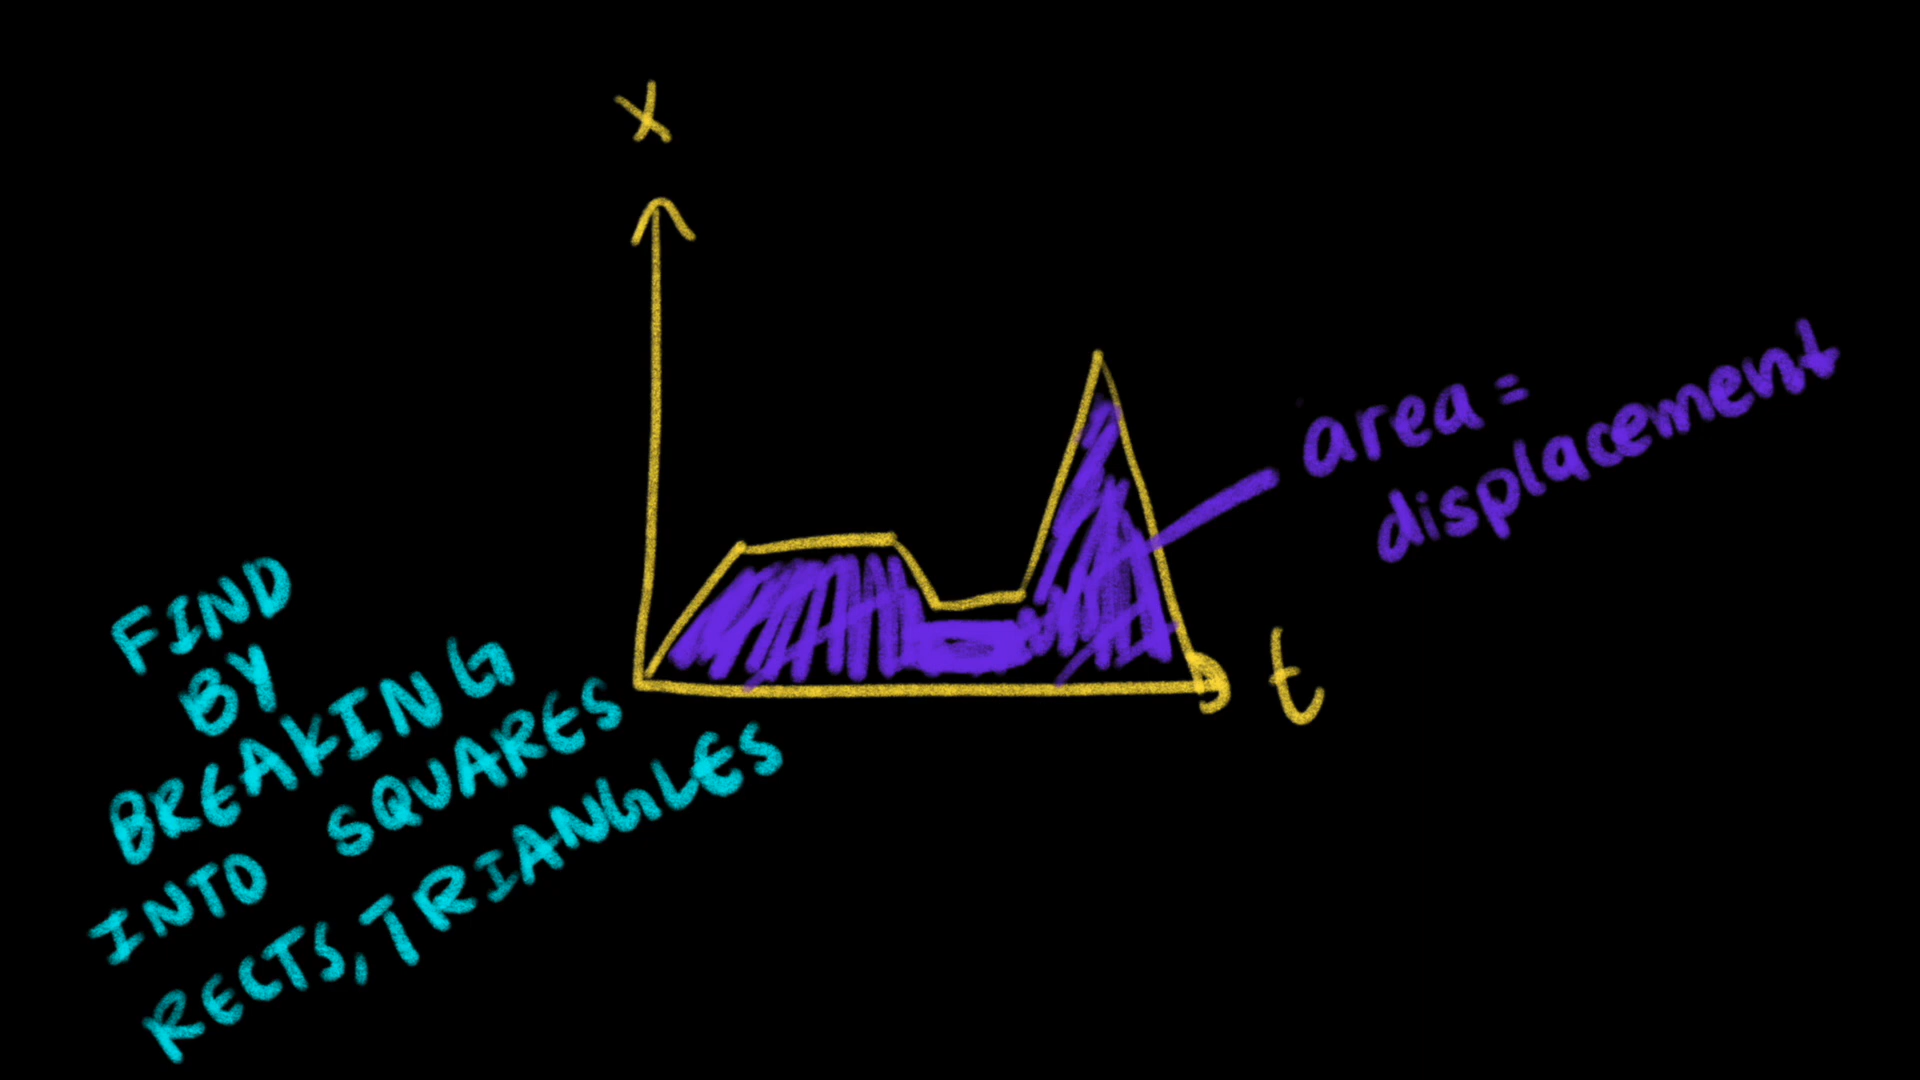 x
area =
displacement
t
FIND
BY
BREAKING
INTO SQUARES
RECTS, TRIANGLES